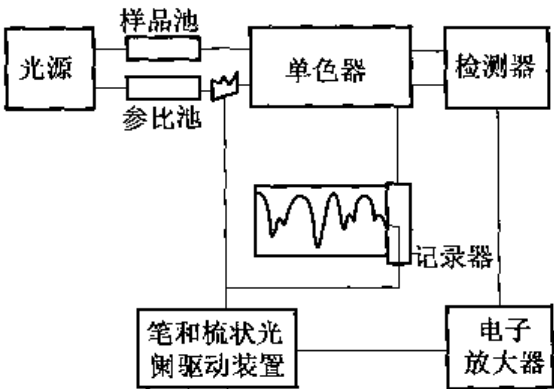 样品池
光源
单色器
检测器
参比池
记录器
笔和梳状光
阑驱动装置
电子
放大器